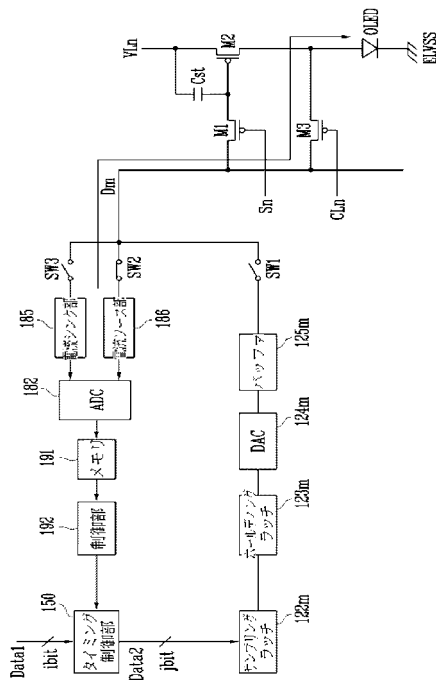 Data1
ibit
150
タイミング
制御部
Data2
jbit
192
制御部
191
メモリ
182
ADC
185
電流シンク部
186
電流ソース部
SW3
SW2
SW1
Dm
VLn
Cst
M1
M2
M3
Sn
CLn
OLED
ELVSS
122m
サンプリング
ラッチ
123m
ホールディング
ラッチ
124m
DAC
125m
バッファ